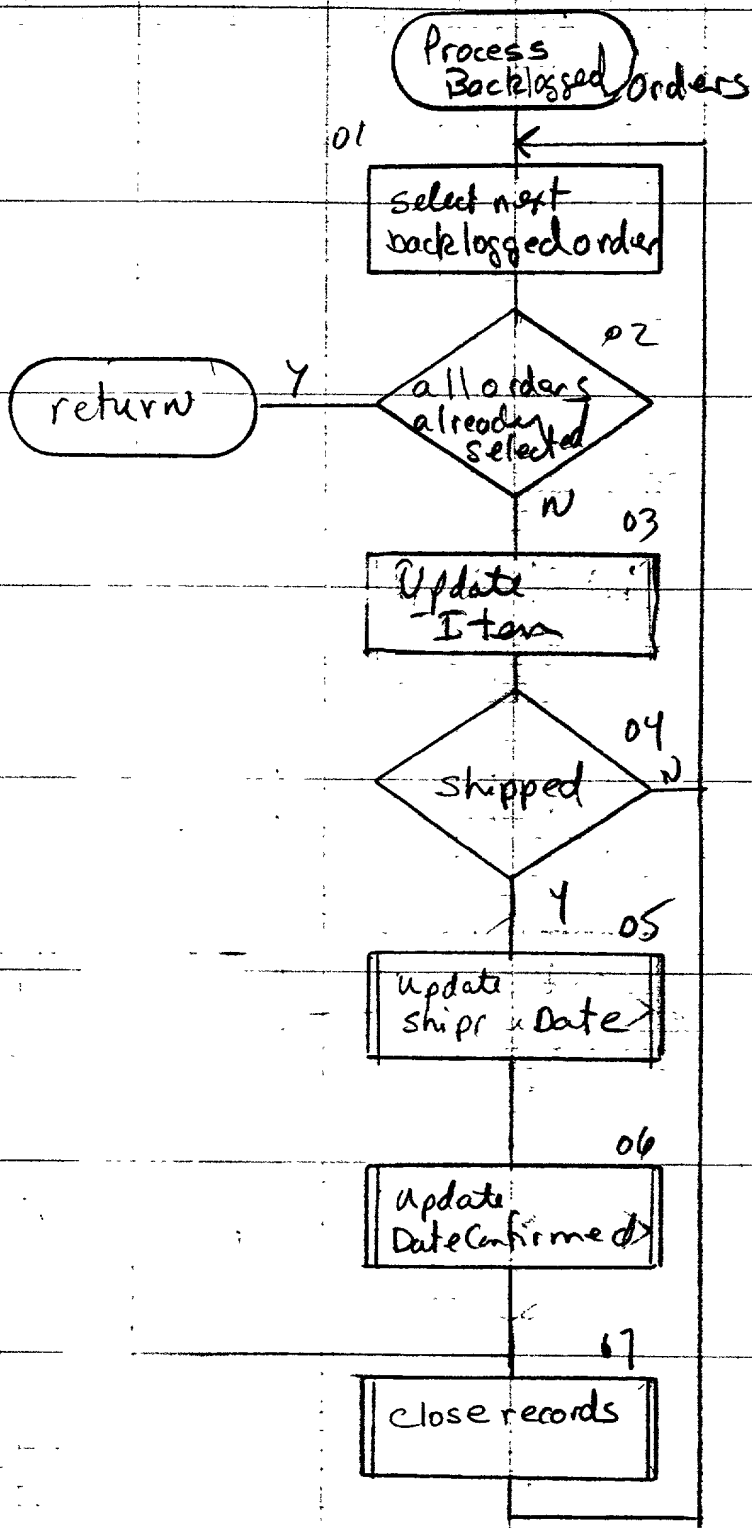 Process
Backlogged Orders
01
select next
backlogged order
02
all orders
already
selected
Y
return
N
03
Update
Item
04
shipped
N
Y
05
update
Date>
06
update
DateConfirmed>
07
close records